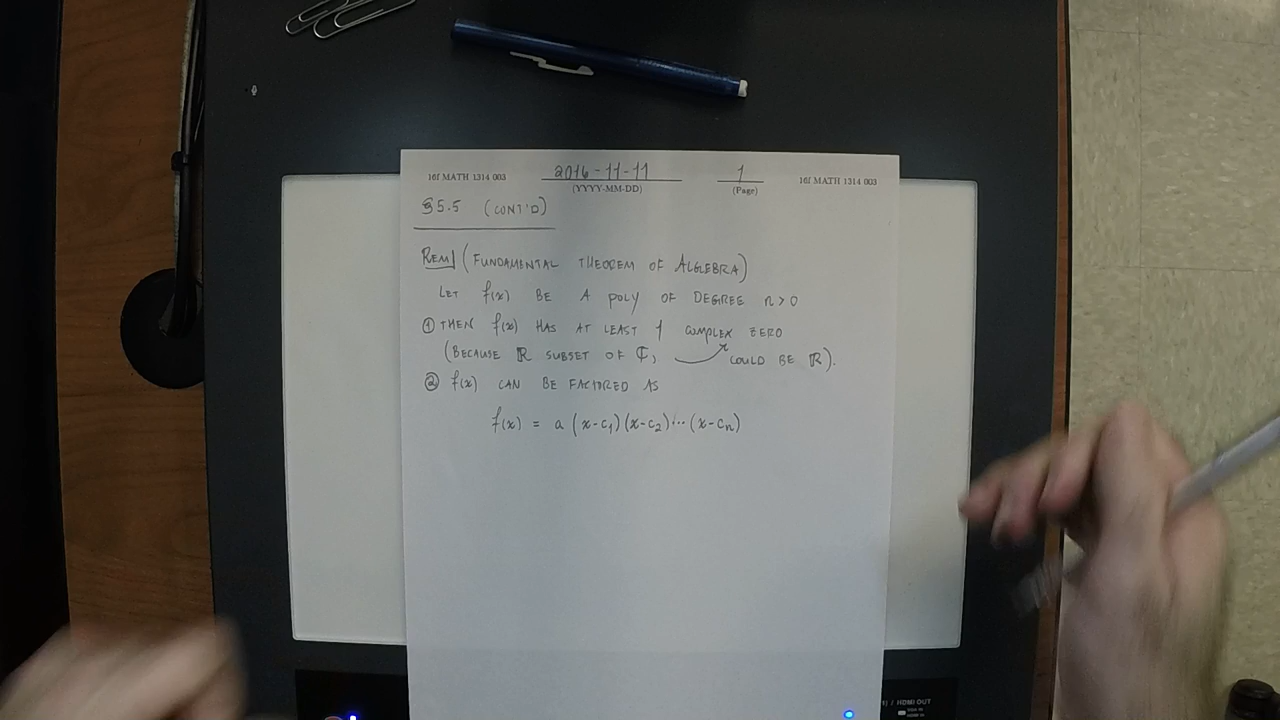 16f MATH 1314 003 2016-11-11 1 16f MATH 1314 003
(YYYY-MM-DD) (Page)
§5.5 (CONT'D)
REM (FUNDAMENTAL THEOREM OF ALGEBRA)
LET f(x) BE A POLY OF DEGREE n>0
① THEN f(x) HAS AT LEAST 1 COMPLEX ZERO
(BECAUSE ℝ SUBSET OF ℂ, COULD BE ℝ).
② f(x) CAN BE FACTORED AS
f(x) = a (x-c₁)(x-c₂)···(x-cₙ)
/ HDMI OUT